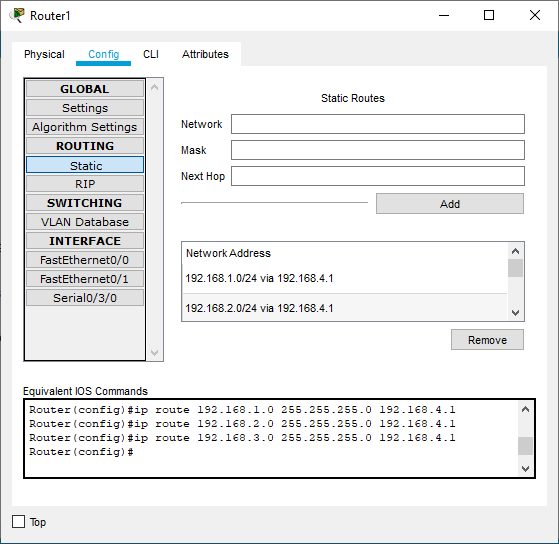 Router1
Physical Config CLI Attributes
GLOBAL
Settings
Algorithm Settings
ROUTING
Static
RIP
SWITCHING
VLAN Database
INTERFACE
FastEthernet0/0
FastEthernet0/1
Serial0/3/0
Static Routes
Network
Mask
Next Hop
Add
Network Address
192.168.1.0/24 via 192.168.4.1
192.168.2.0/24 via 192.168.4.1
Remove
Equivalent IOS Commands
Router(config)#ip route 192.168.1.0 255.255.255.0 192.168.4.1
Router(config)#ip route 192.168.2.0 255.255.255.0 192.168.4.1
Router(config)#ip route 192.168.3.0 255.255.255.0 192.168.4.1
Router(config)#
Top